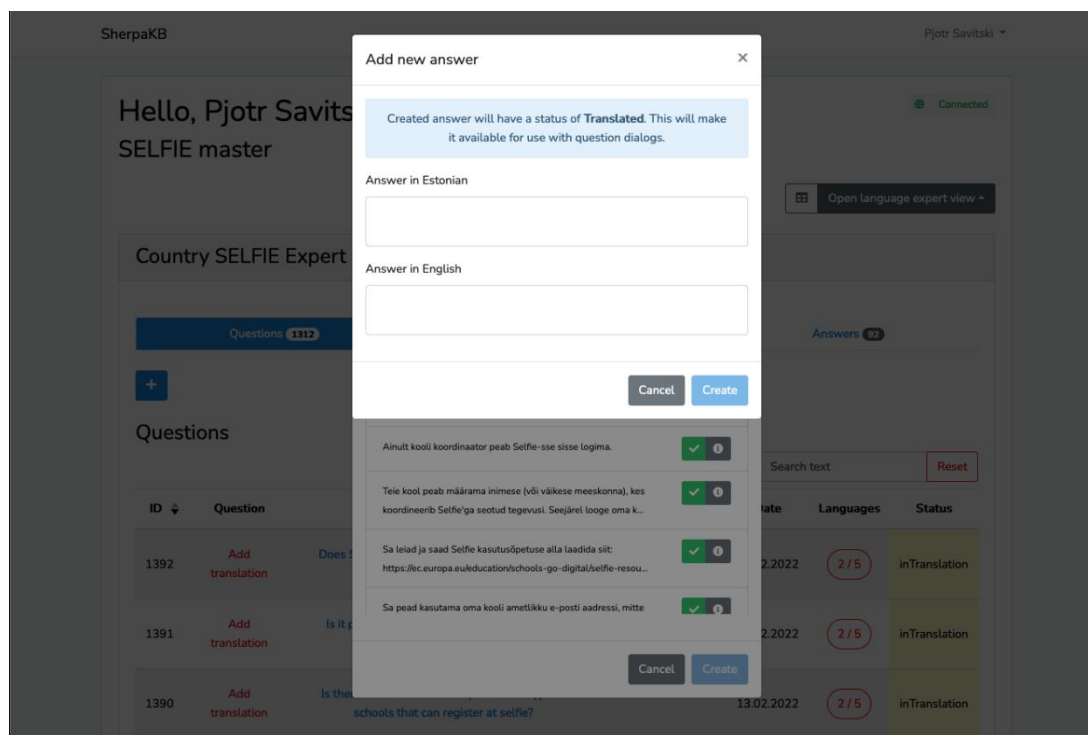 SherpaKB
Pjotr Savitski
Add new answer
×
Hello, Pjotr Savits
Connected
SELFIE master
Created answer will have a status of Translated. This will make
it available for use with question dialogs.
Answer in Estonian
Open language expert view
Country SELFIE Expert
Answer in English
Questions 1312
Answers 92
+
Cancel Create
Questions
Ainult kooli koordinaator peab Selfie-sse sisse logima.
Search text
Reset
Teie kool peab määrama inimese (või väikese meeskonna), kes
koordineerib Selfie'ga seotud tegevusi. Seejärel looge oma k...
ID Question Languages Status
Sa leiad ja saad Selfie kasutusõpetuse alla laadida siit:
https://ec.europa.eu/education/schools-go-digital/selfie-resou...
1392 Add translation Does 2.2022 2 / 5 inTranslation
Sa pead kasutama oma kooli ametlikku e-posti aadressi, mitte
1391 Add translation Is it 2.2022 2 / 5 inTranslation
Cancel Create
1390 Add translation Is 13.02.2022 2 / 5 inTranslation
schools that can register at selfie?